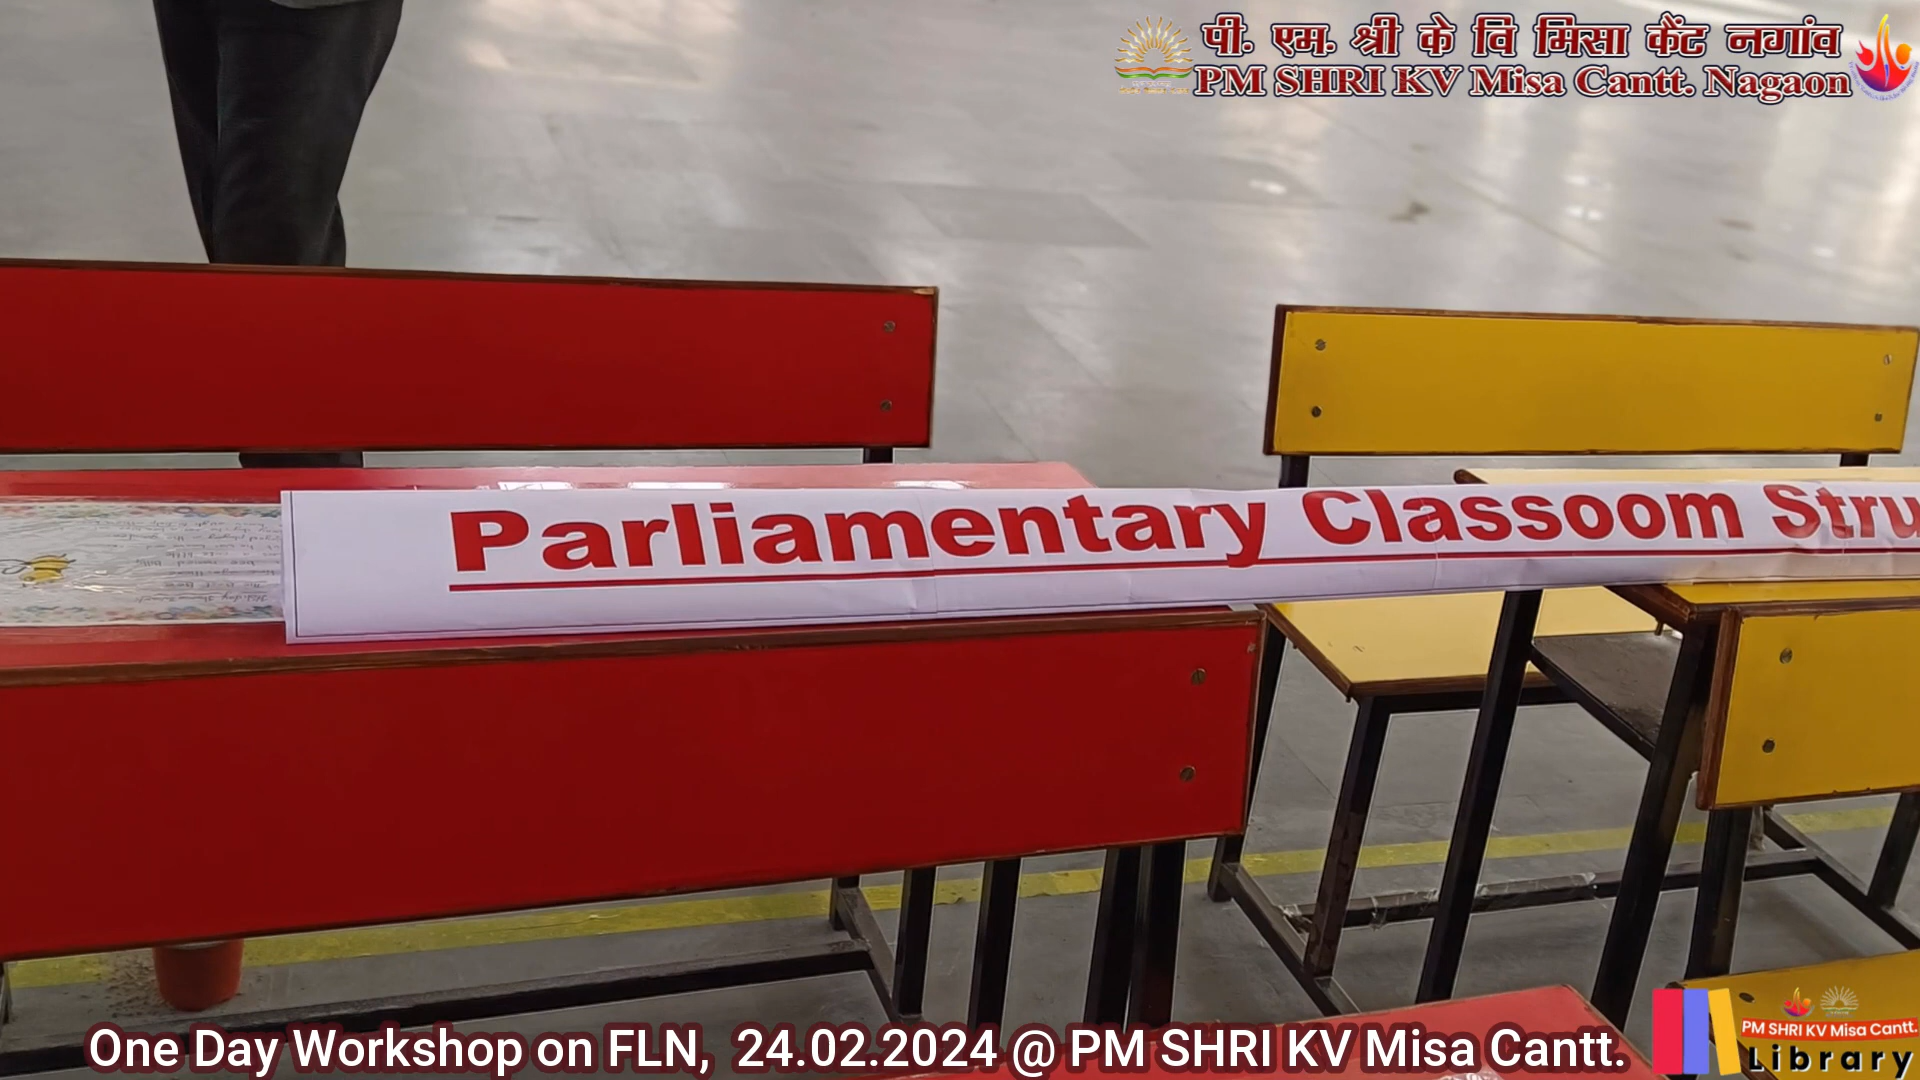 पी. एम. श्री के वि मिसा कैंट नगांव
PM SHRI KV Misa Cantt. Nagaon
Parliamentary Classoom Stru
One Day Workshop on FLN, 24.02.2024 @ PM SHRI KV Misa Cantt.
PM SHRI KV Misa Cantt.
Library